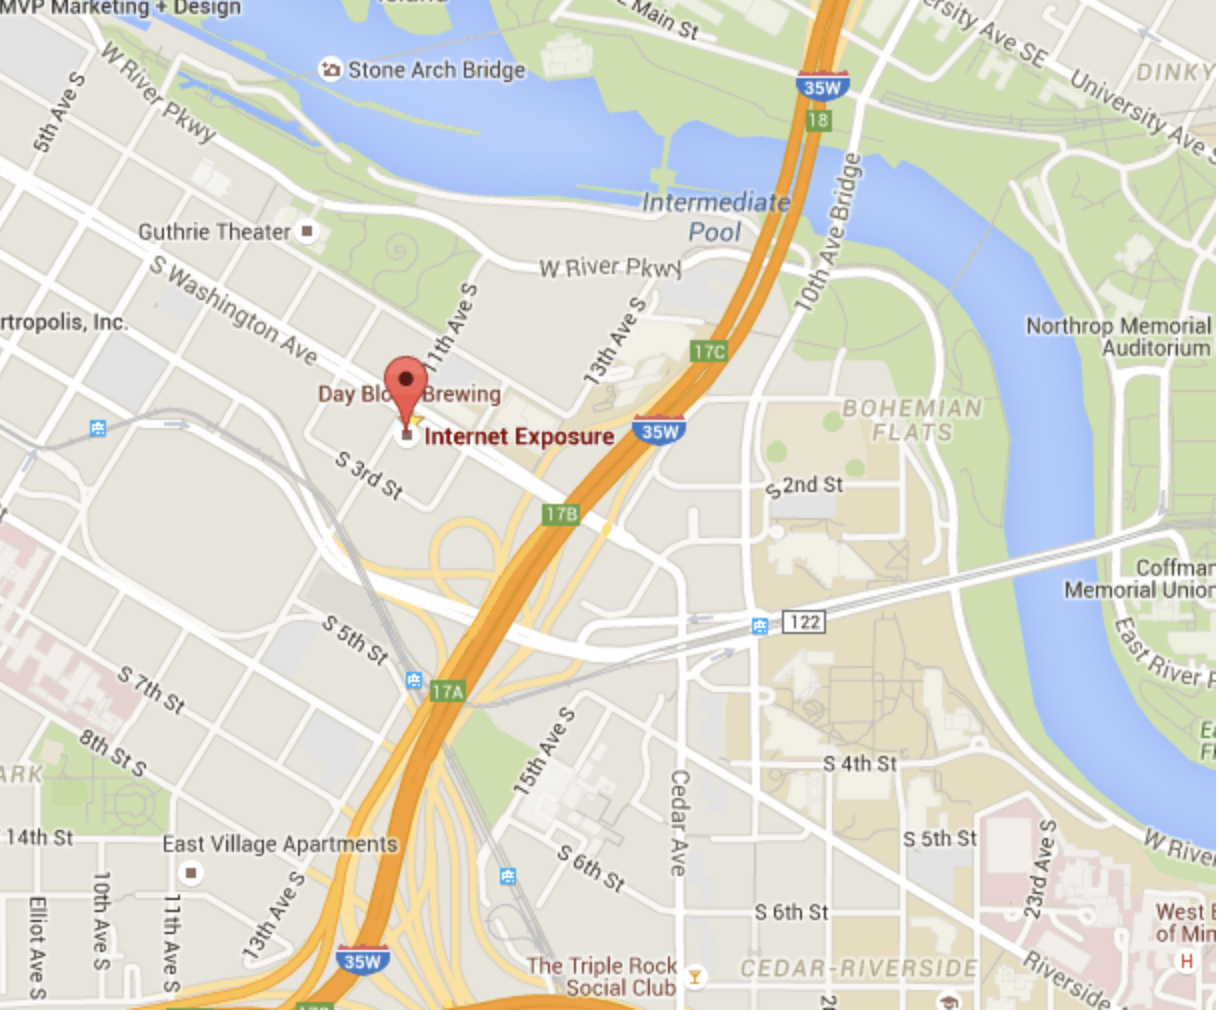 MVP Marketing + Design
Island
E Main St
University Ave SE
35W
DINKY
W River Pkwy
Stone Arch Bridge
18
University Ave S
5th Ave S
10th Ave Bridge
Intermediate
Pool
Guthrie Theater
S Washington Ave
W River Pkwy
11th Ave S
13th Ave S
rtropolis, Inc.
Northrop Memorial
Auditorium
17C
Day Blo Brewing
BOHEMIAN
FLATS
Internet Exposure
35W
S 3rd St
S 2nd St
17B
Coffman
Memorial Union
122
S 5th St
East River P
17A
S 7th St
8th St S
15th Ave S
ARK
S 4th St
Cedar Ave
14th St
East Village Apartments
S 5th St
W River
S 6th St
23rd Ave S
10th Ave S
11th Ave S
Elliot Ave S
13th Ave S
S 6th St
West B
of Min
H
35W
The Triple Rock
Social Club
CEDAR-RIVERSIDE
Riverside